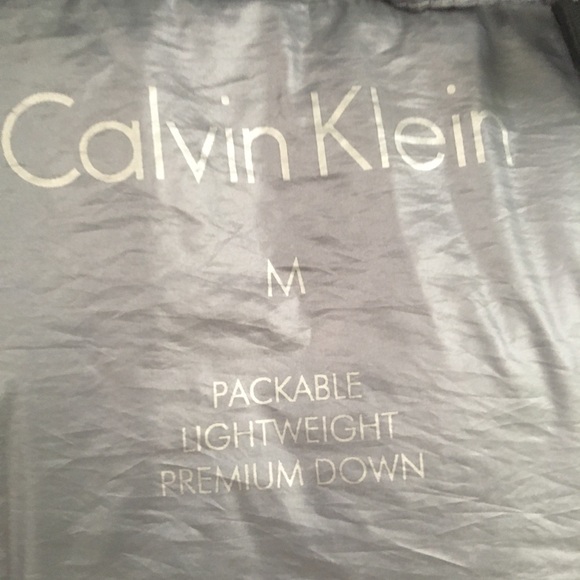 Calvin Klein
M
PACKABLE
LIGHTWEIGHT
PREMIUM DOWN